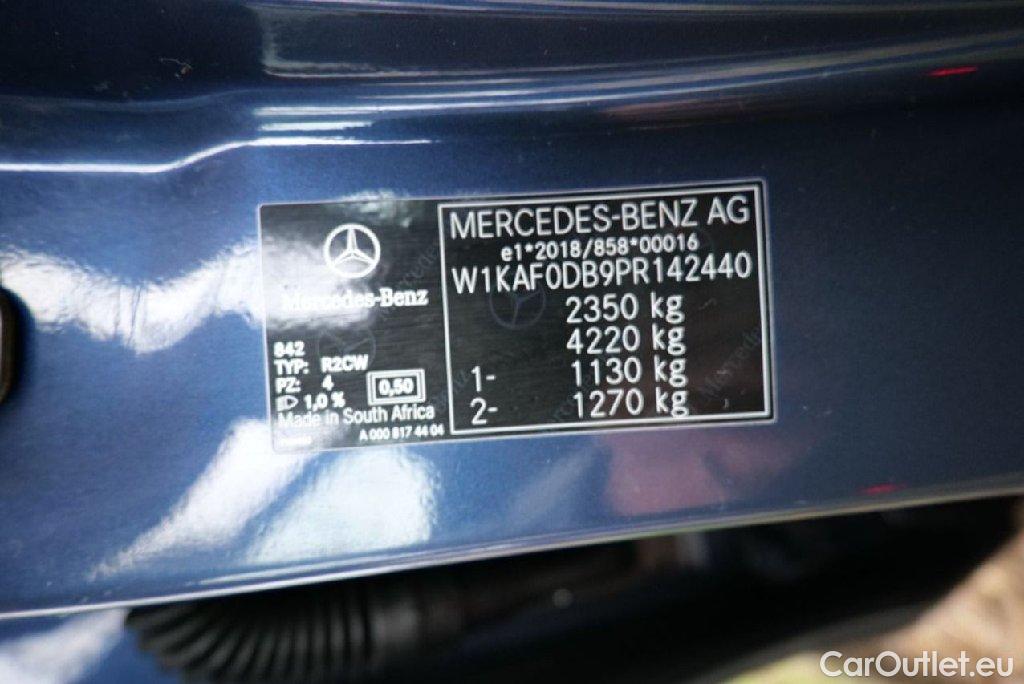 Mercedes-Benz
842
TYP: R2CW
PZ: 4
1,0 %
0,50
Made in South Africa
A 000 817 44 04
MERCEDES-BENZ AG
e1*2018/858*00016
W1KAF0DB9PR142440
2350 kg
4220 kg
1- 1130 kg
2- 1270 kg
CarOutlet.eu